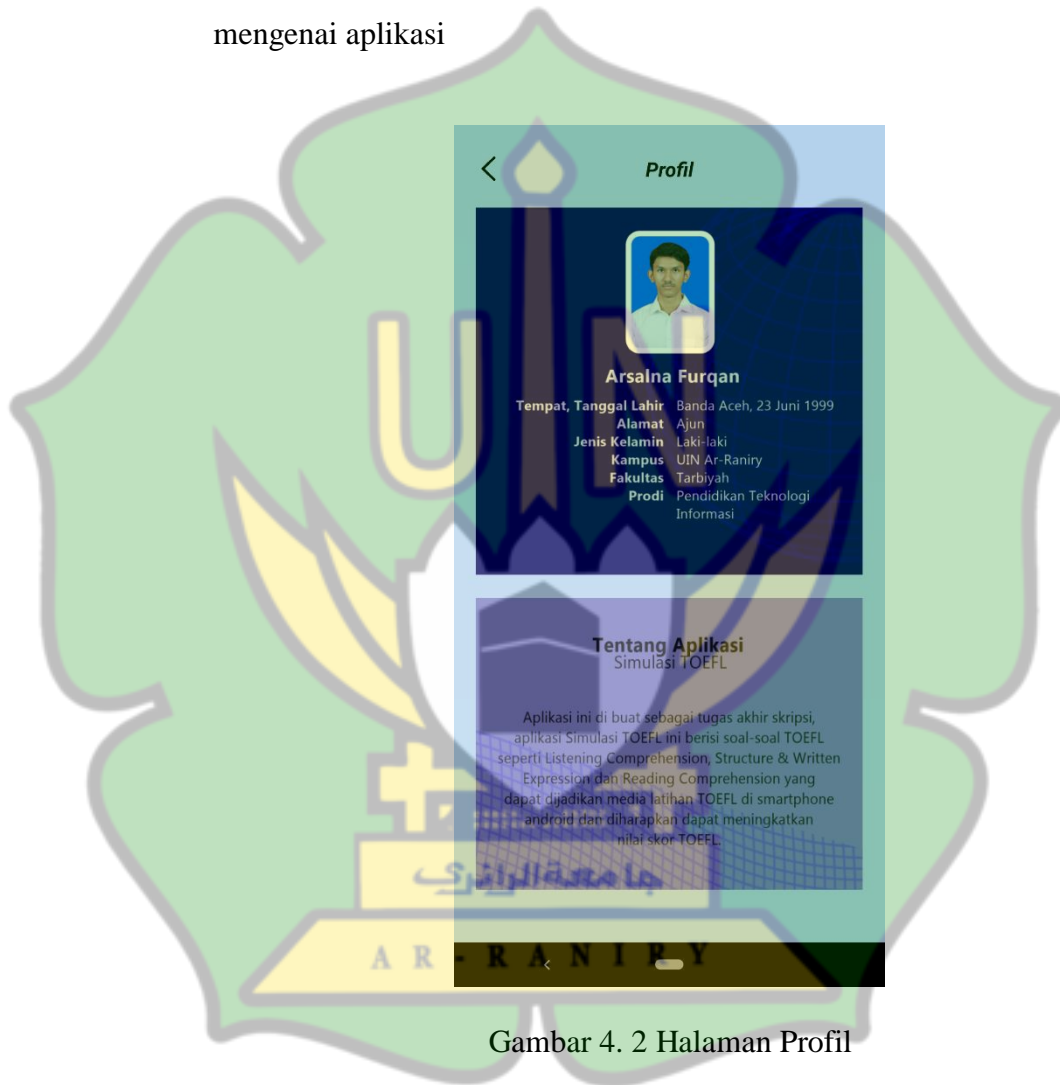 mengenai aplikasi
Profil
Arsalna Furqan
Tempat, Tanggal Lahir Banda Aceh, 23 Juni 1999
Alamat Ajun
Jenis Kelamin Laki-laki
Kampus UIN Ar-Raniry
Fakultas Tarbiyah
Prodi Pendidikan Teknologi
Informasi
Tentang Aplikasi
Simulasi TOEFL
Aplikasi ini di buat sebagai tugas akhir skripsi,
aplikasi Simulasi TOEFL ini berisi soal-soal TOEFL
seperti Listening Comprehension, Structure & Written
Expression dan Reading Comprehension yang
dapat dijadikan media latihan TOEFL di smartphone
android dan diharapkan dapat meningkatkan
nilai skor TOEFL.
UIN
جامعة الرانري
AR-RANIRY
Gambar 4. 2 Halaman Profil